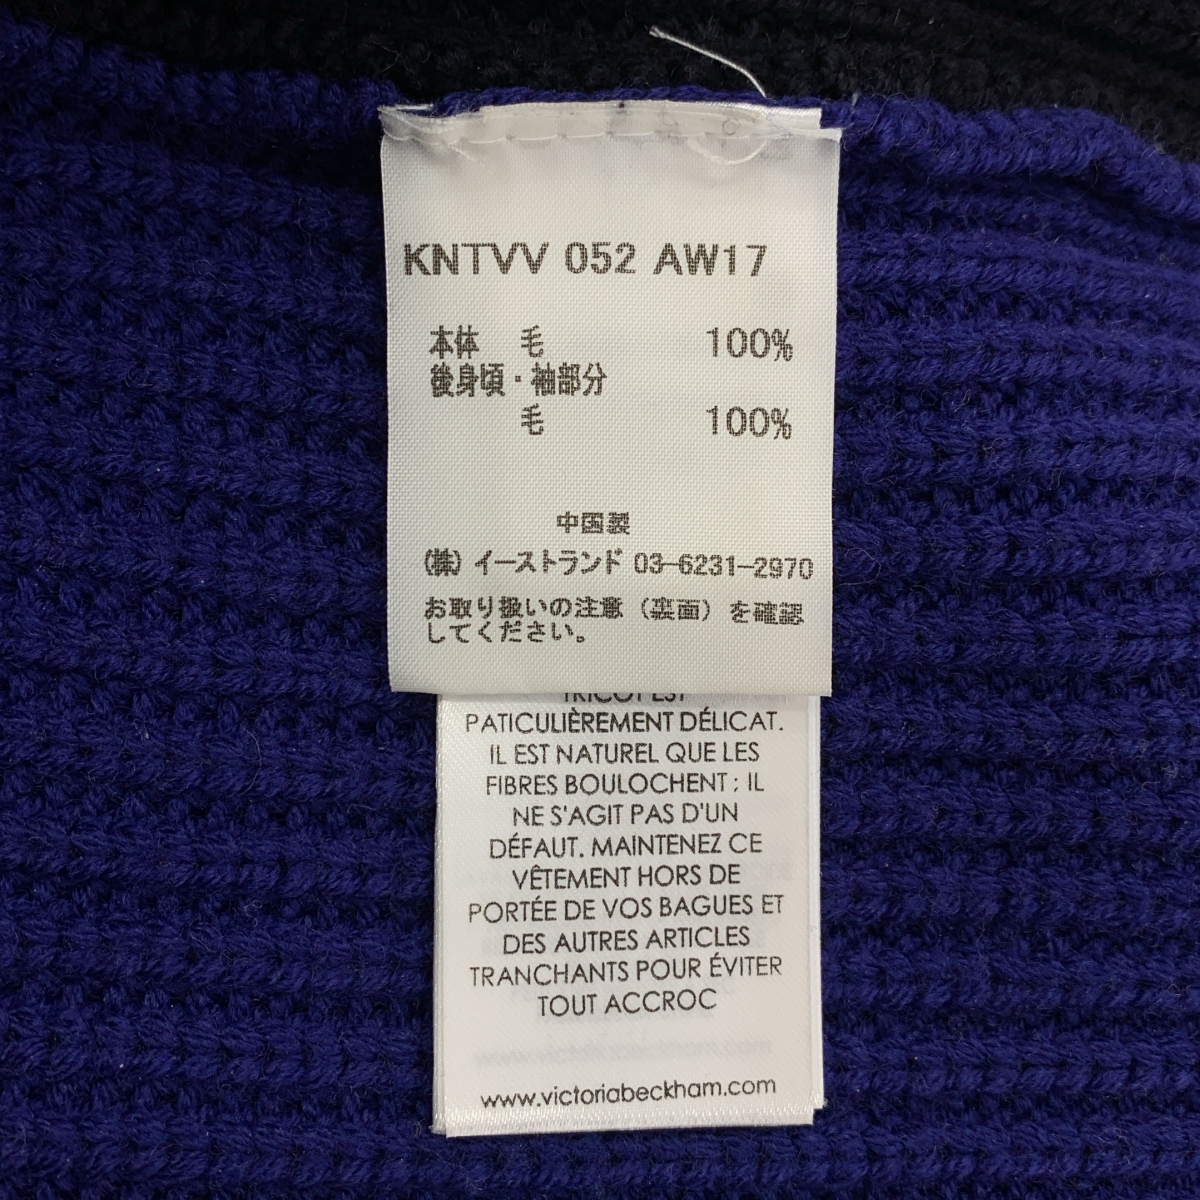 KNTVV 052 AW17
本体 毛 100%
後身頃・袖部分
毛 100%
中国製
(株) イーストランド 03-6231-2970
お取り扱いの注意（裏面）を確認
してください。
TRICOT EST
PATICULIÈREMENT DÉLICAT.
IL EST NATUREL QUE LES
FIBRES BOULOCHENT ; IL
NE S'AGIT PAS D'UN
DÉFAUT. MAINTENEZ CE
VÊTEMENT HORS DE
PORTÉE DE VOS BAGUES ET
DES AUTRES ARTICLES
TRANCHANTS POUR ÉVITER
TOUT ACCROC
www.victoriabeckham.com